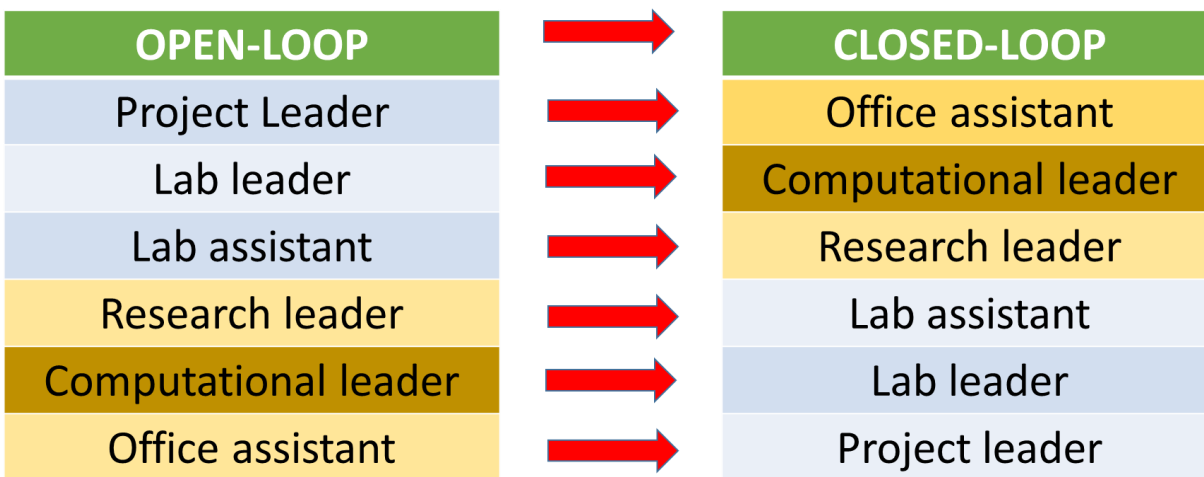 OPEN-LOOP CLOSED-LOOP
Project Leader Office assistant
Lab leader Computational leader
Lab assistant Research leader
Research leader Lab assistant
Computational leader Lab leader
Office assistant Project leader